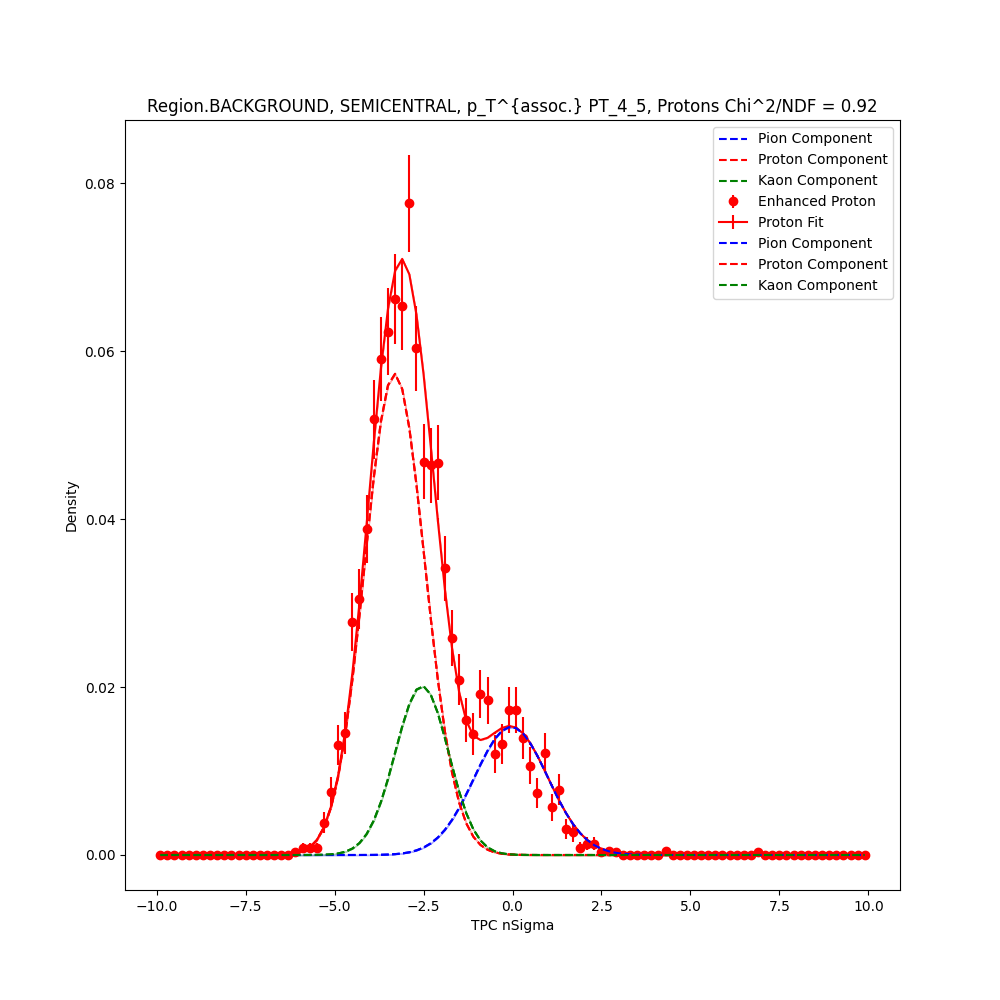 Region.BACKGROUND, SEMICENTRAL, p_T^{assoc.} PT_4_5, Protons Chi^2/NDF = 0.92
Pion Component
Proton Component
Kaon Component
Enhanced Proton
Proton Fit
Pion Component
Proton Component
Kaon Component
0.08
0.06
0.04
0.02
0.00
Density
−10.0 −7.5 −5.0 −2.5 0.0 2.5 5.0 7.5 10.0
TPC nSigma